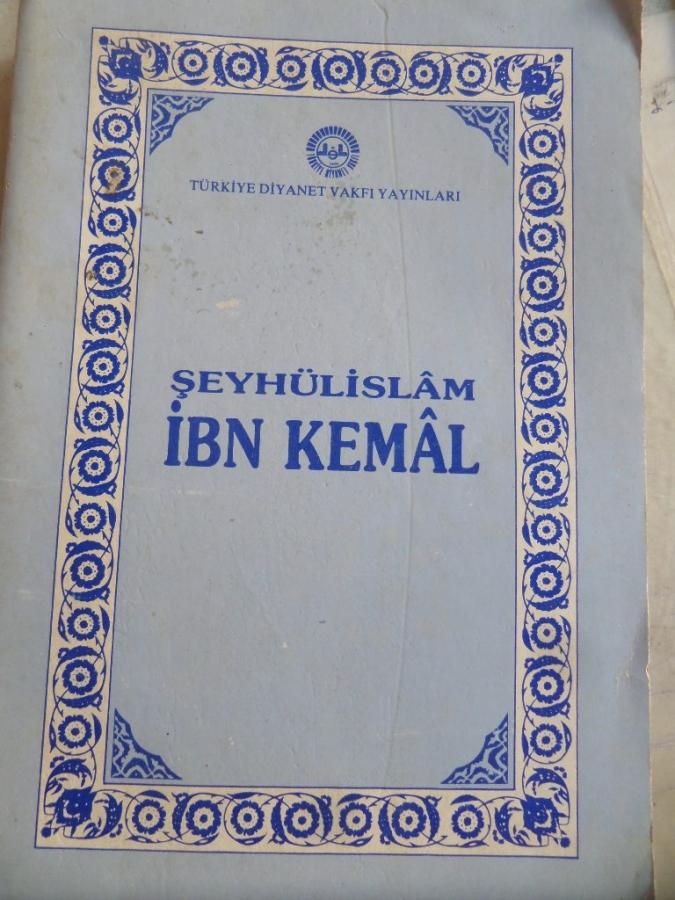 TÜRKİYE DİYANET VAKFI YAYINLARI
ŞEYHÜLİSLÂM
İBN KEMÂL